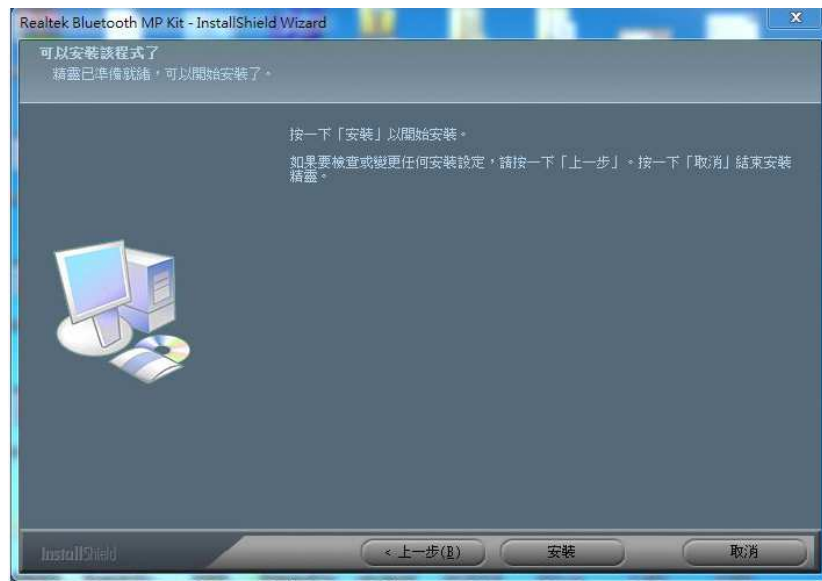 Realtek Bluetooth MP Kit - InstallShield Wizard
可以安裝該程式了
精靈已準備就緒，可以開始安裝了。
按一下「安裝」以開始安裝。
如果要檢查或變更任何安裝設定，請按一下「上一步」。按一下「取消」結束安裝
精靈。
InstallShield
< 上一步(B)
安裝
取消